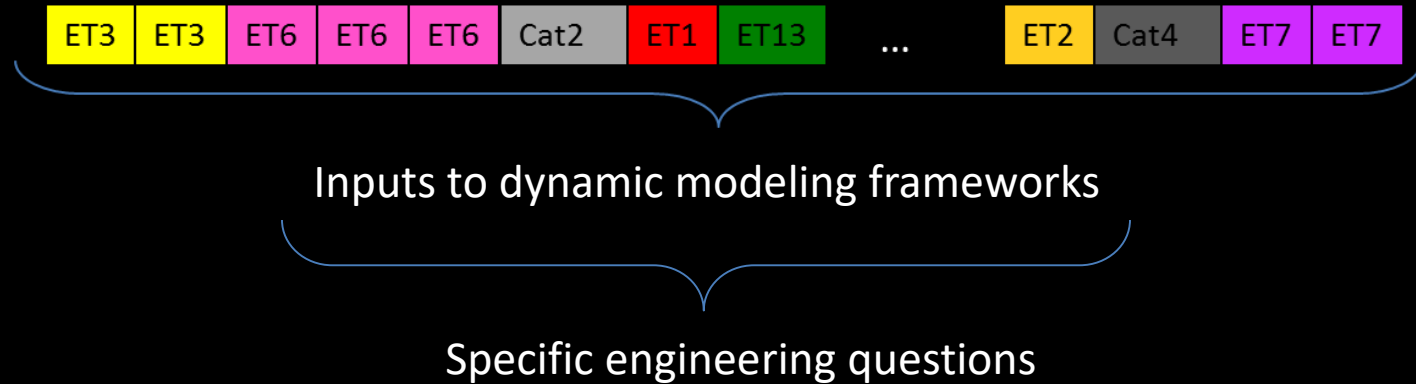 ET3 ET3 ET6 ET6 ET6 Cat2 ET1 ET13 ... ET2 Cat4 ET7 ET7
Inputs to dynamic modeling frameworks
Specific engineering questions